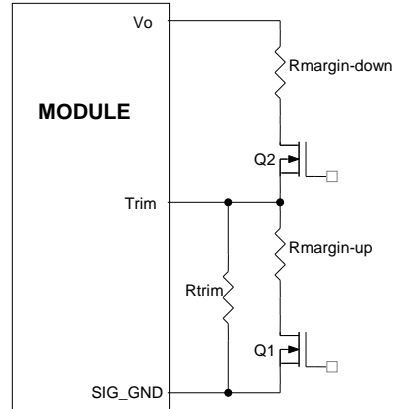 Vo
Rmargin-down
MODULE
Q2
Trim
Rmargin-up
Rtrim
Q1
SIG_GND